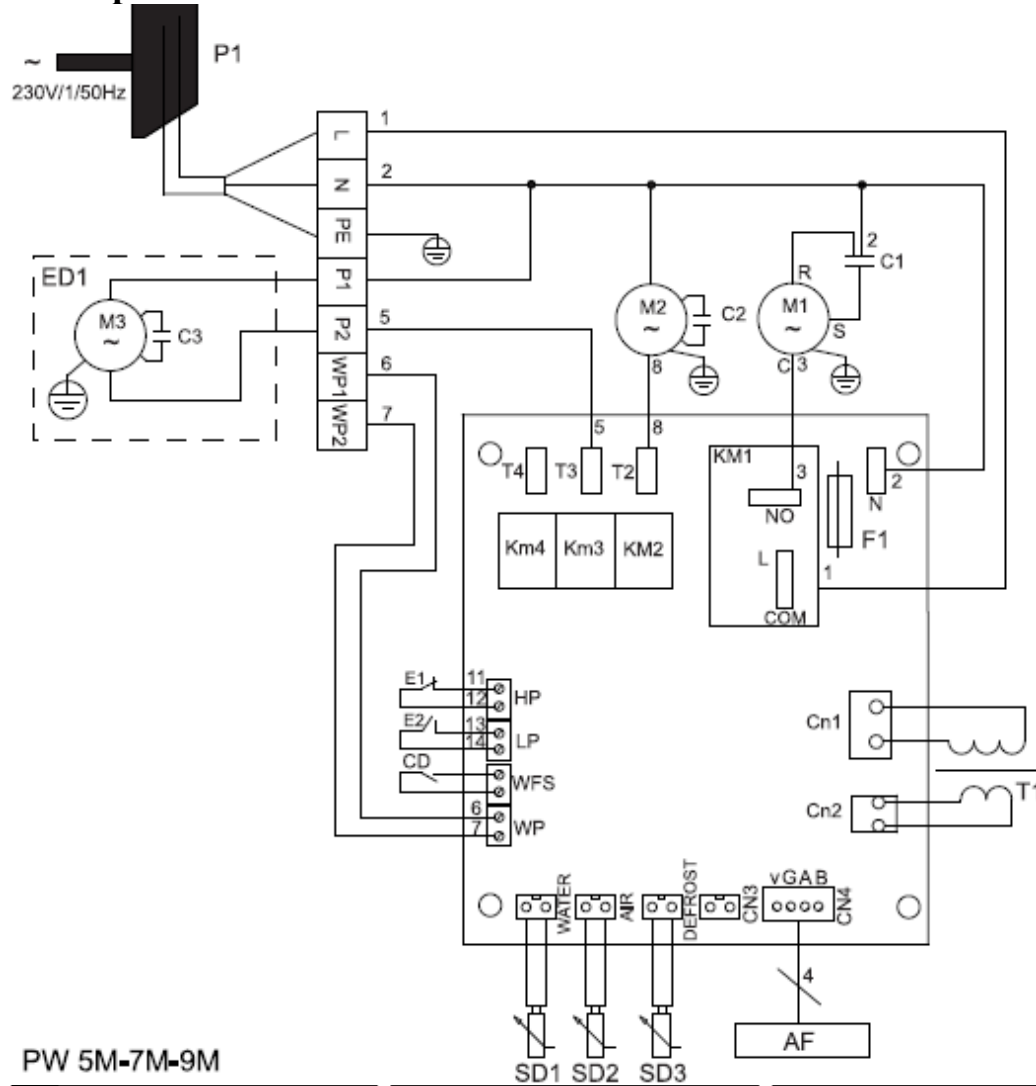 P1
~
230V/1/50Hz
L
1
N
2
PE
P1
P2
5
WP1
6
WP2
7
ED1
M3
~
C3
M2
~
C2
8
R
2
C1
M1
~
S
C
3
5
8
T4
T3
T2
KM1
3
NO
N
2
F1
L
1
COM
Km4
Km3
KM2
E1
11
12
HP
E2
13
14
LP
CD
WFS
6
7
WP
Cn1
Cn2
T1
WATER
AIR
DEFROST
CN3
vGAB
CN4
4
AF
SD1
SD2
SD3
PW 5M-7M-9M